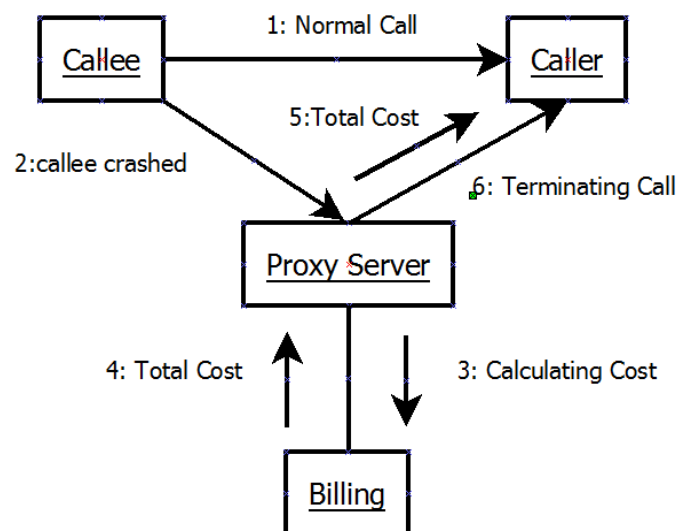 1: Normal Call
Callee
Caller
5:Total Cost
2:callee crashed
6: Terminating Call
Proxy Server
4: Total Cost
3: Calculating Cost
Billing